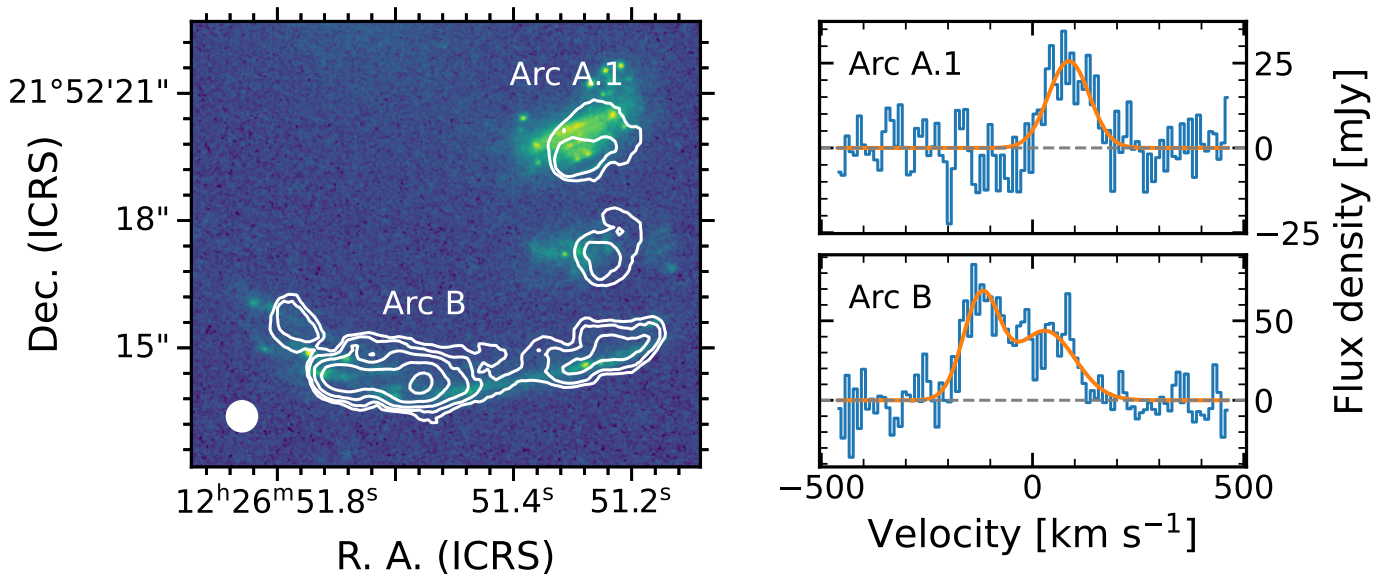 Arc A.1
Arc B
21°52'21"
18"
15"
Dec. (ICRS)
12ʰ26ᵐ51.8ˢ
51.4ˢ
51.2ˢ
R. A. (ICRS)
Arc A.1
25
0
−25
Arc B
50
0
Flux density [mJy]
−500
0
500
Velocity [km s⁻¹]